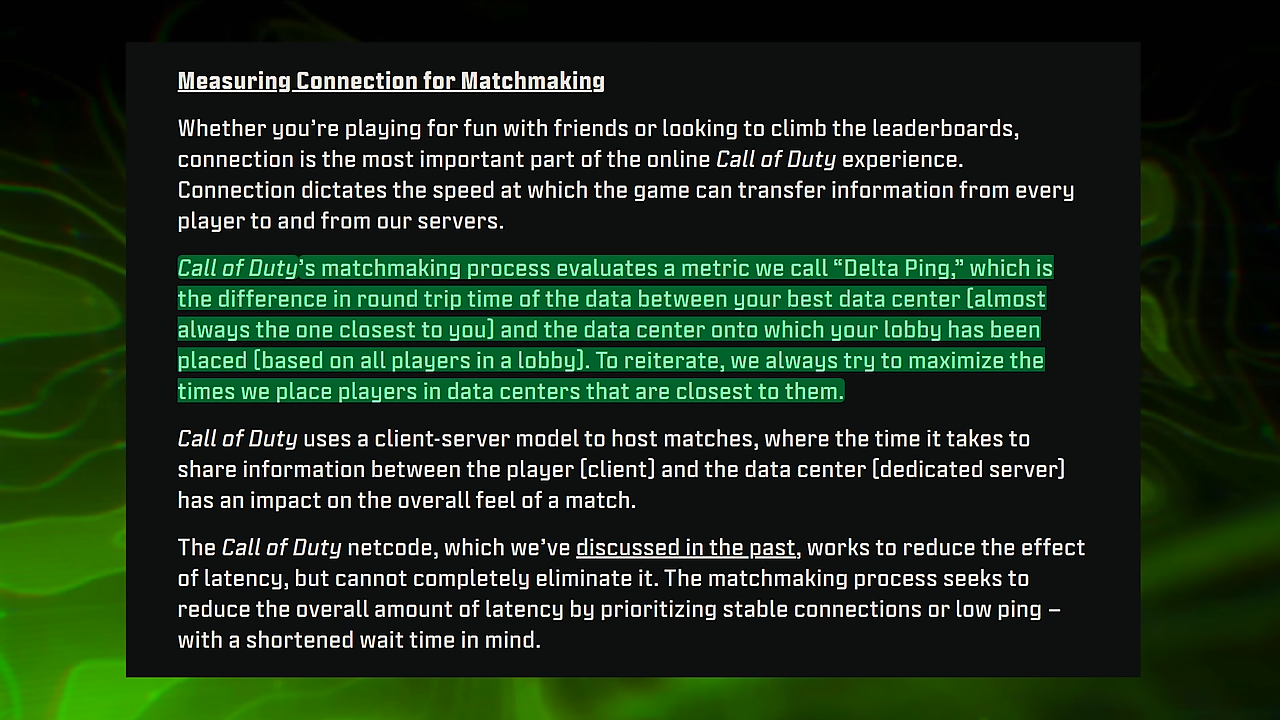 Measuring Connection for Matchmaking
Whether you’re playing for fun with friends or looking to climb the leaderboards,
connection is the most important part of the online Call of Duty experience.
Connection dictates the speed at which the game can transfer information from every
player to and from our servers.
Call of Duty’s matchmaking process evaluates a metric we call “Delta Ping,” which is
the difference in round trip time of the data between your best data center (almost
always the one closest to you) and the data center onto which your lobby has been
placed (based on all players in a lobby). To reiterate, we always try to maximize the
times we place players in data centers that are closest to them.
Call of Duty uses a client-server model to host matches, where the time it takes to
share information between the player (client) and the data center (dedicated server)
has an impact on the overall feel of a match.
The Call of Duty netcode, which we’ve discussed in the past, works to reduce the effect
of latency, but cannot completely eliminate it. The matchmaking process seeks to
reduce the overall amount of latency by prioritizing stable connections or low ping –
with a shortened wait time in mind.